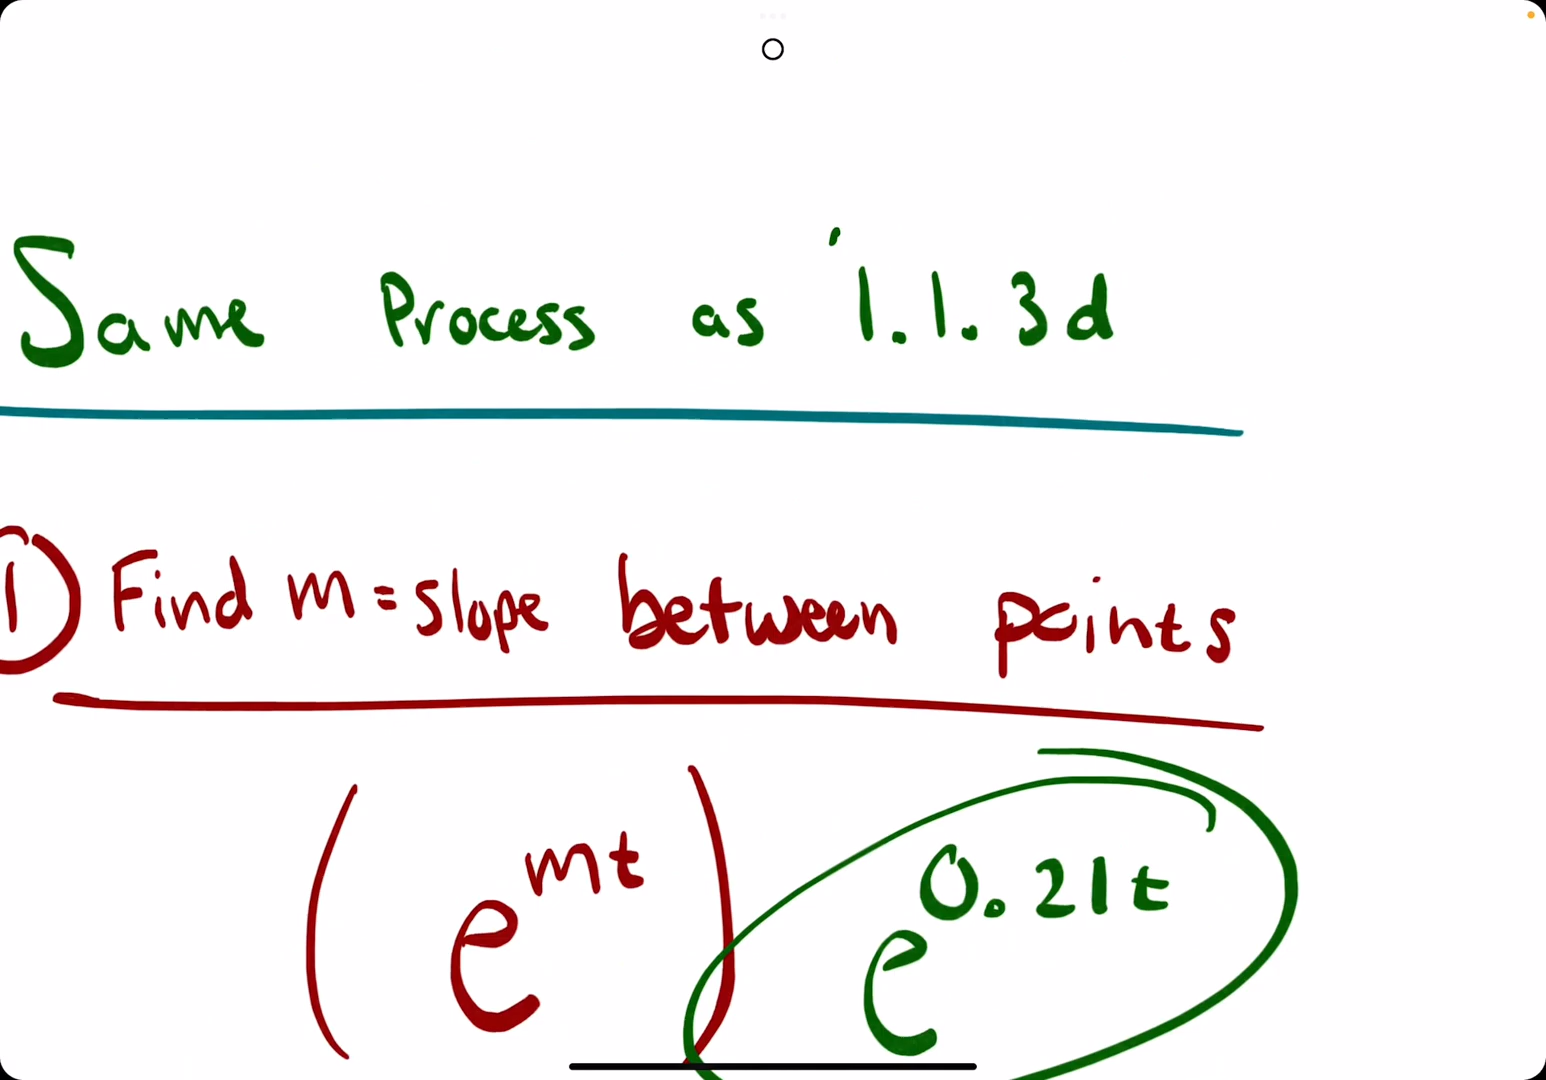 Same Process as 1.1.3d
1 Find m = slope between points
(e^mt) e^0.21t